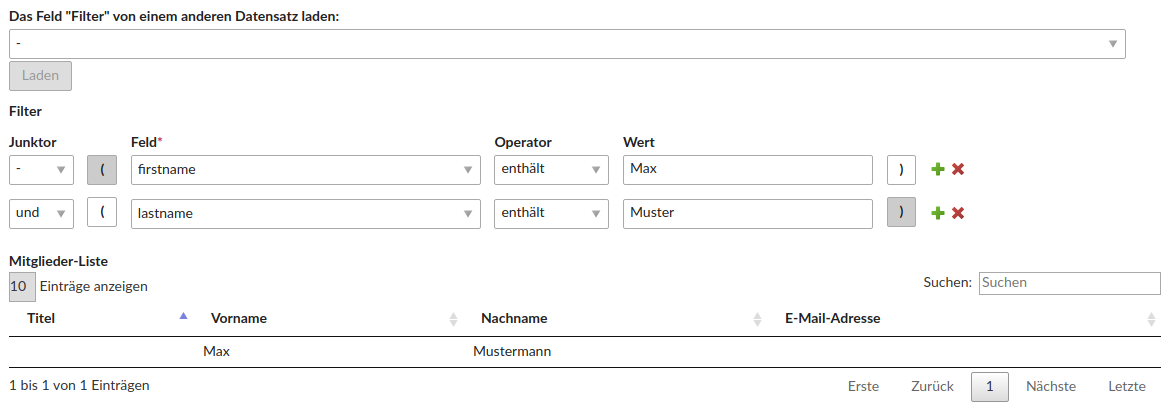 Das Feld "Filter" von einem anderen Datensatz laden:
-
Laden
Filter
Junktor Feld* Operator Wert
- ( firstname enthält Max )
und ( lastname enthält Muster )
Mitglieder-Liste
10 Einträge anzeigen Suchen: Suchen
Titel Vorname Nachname E-Mail-Adresse
Max Mustermann
1 bis 1 von 1 Einträgen Erste Zurück 1 Nächste Letzte